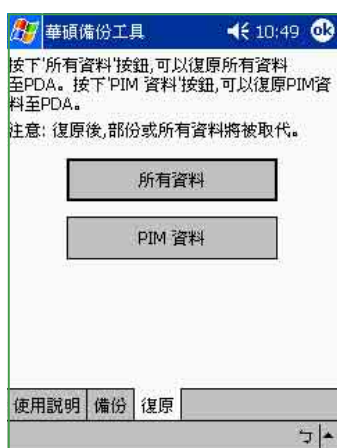 華碩備份工具 10:49 ok
按下'所有資料'按鈕,可以復原所有資料
至PDA。按下'PIM 資料'按鈕,可以復原PIM資
料至PDA。
注意: 復原後,部份或所有資料將被取代。
所有資料
PIM 資料
使用說明 備份 復原
ㄅ